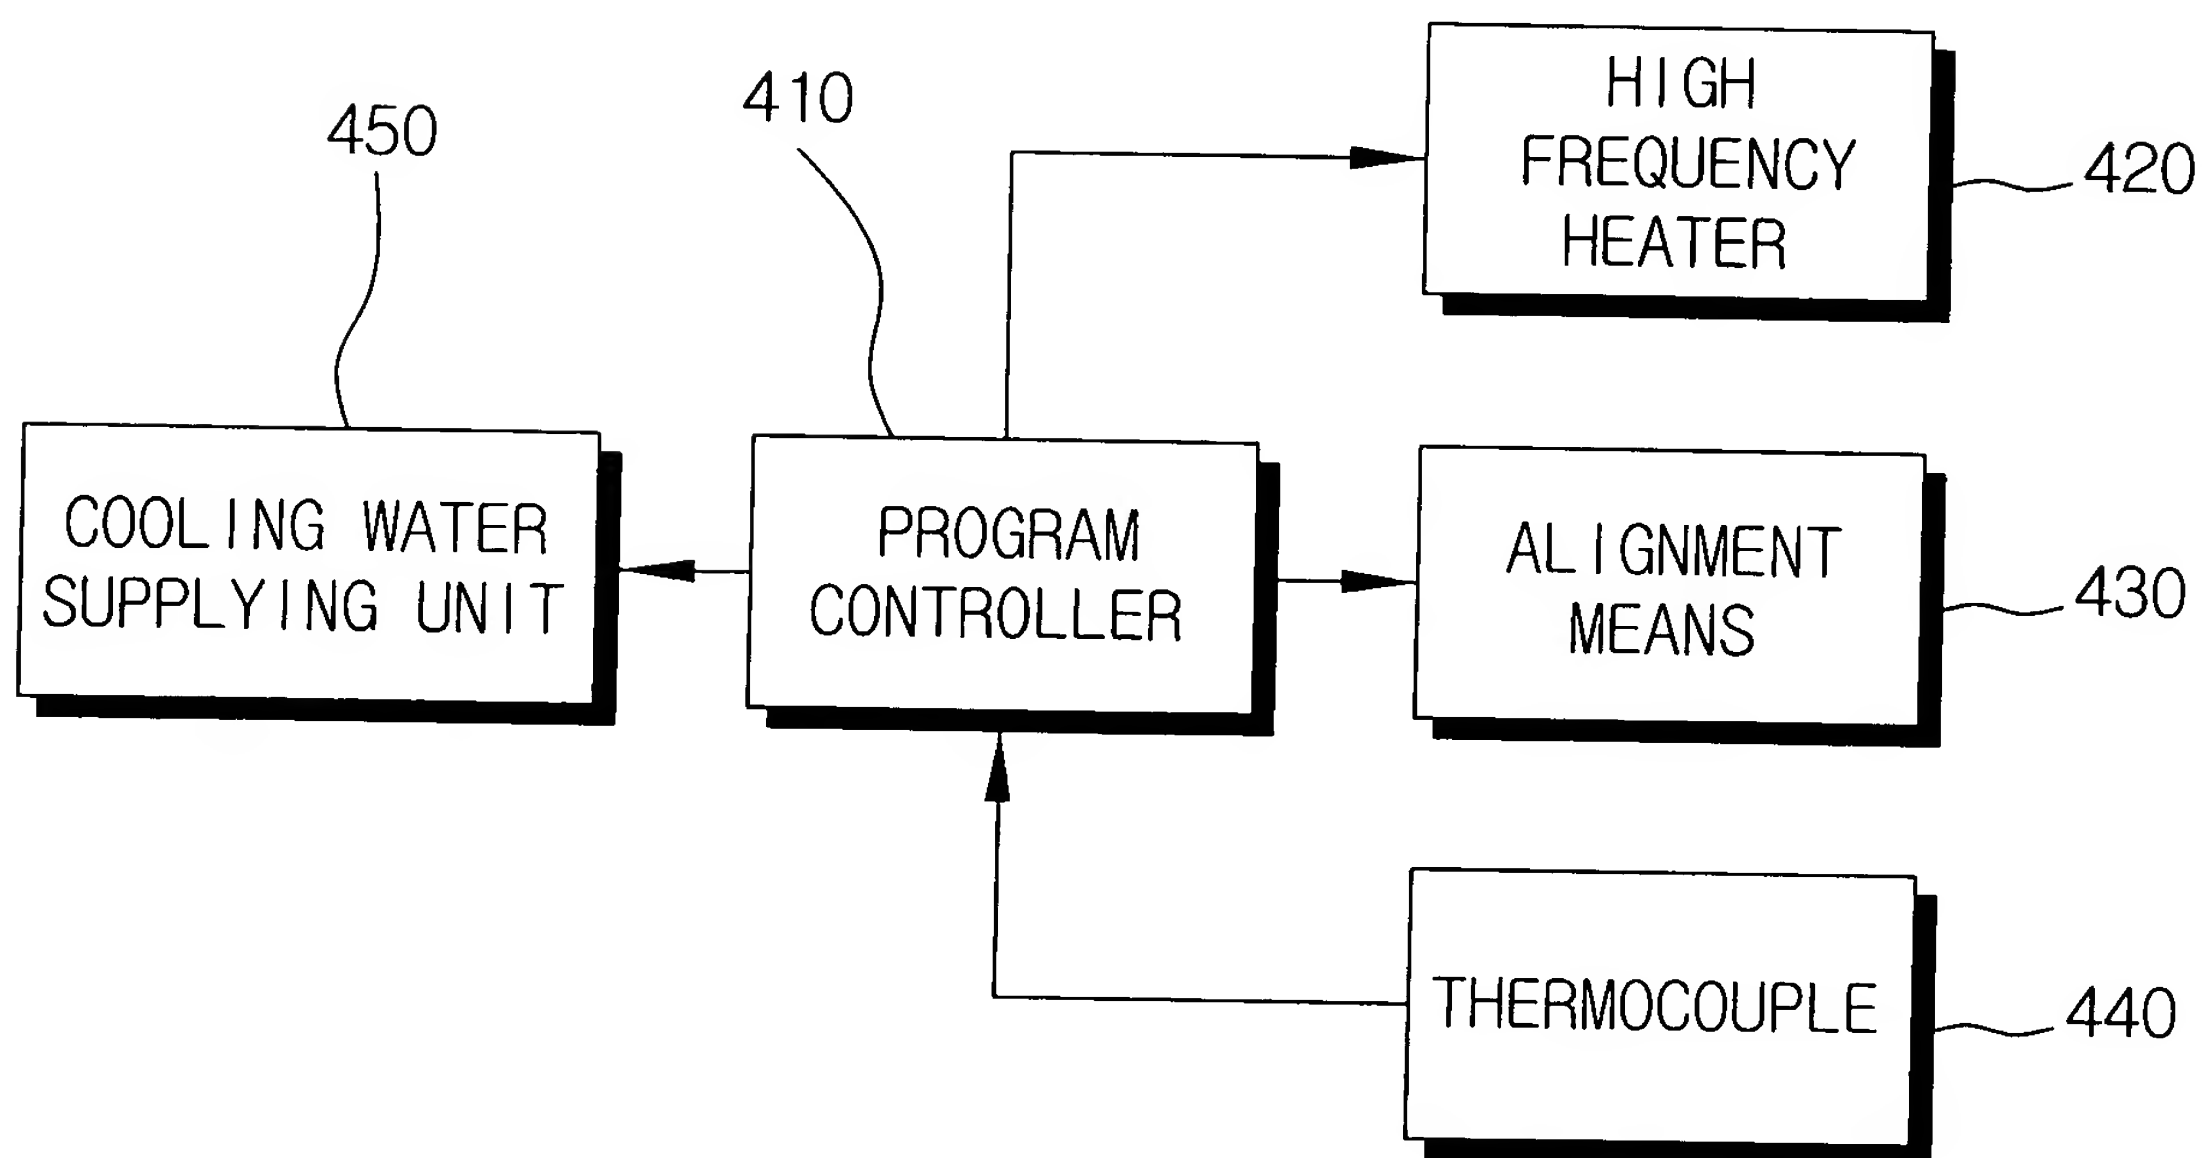 450
410
HIGH
FREQUENCY
HEATER
420
COOLING WATER
SUPPLYING UNIT
PROGRAM
CONTROLLER
ALIGNMENT
MEANS
430
THERMOCOUPLE
440